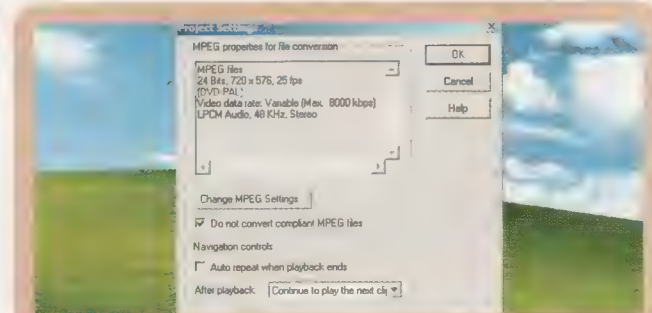 Project Settings
MPEG properties for file conversion
OK
MPEG files
24 Bits, 720 x 576, 25 fps
(DVD-PAL)
Video data rate: Variable (Max. 8000 kbps)
LPCM Audio, 48 KHz, Stereo
Cancel
Help
Change MPEG Settings
Do not convert compliant MPEG files
Navigation controls
Auto repeat when playback ends
After playback: Continue to play the next clip